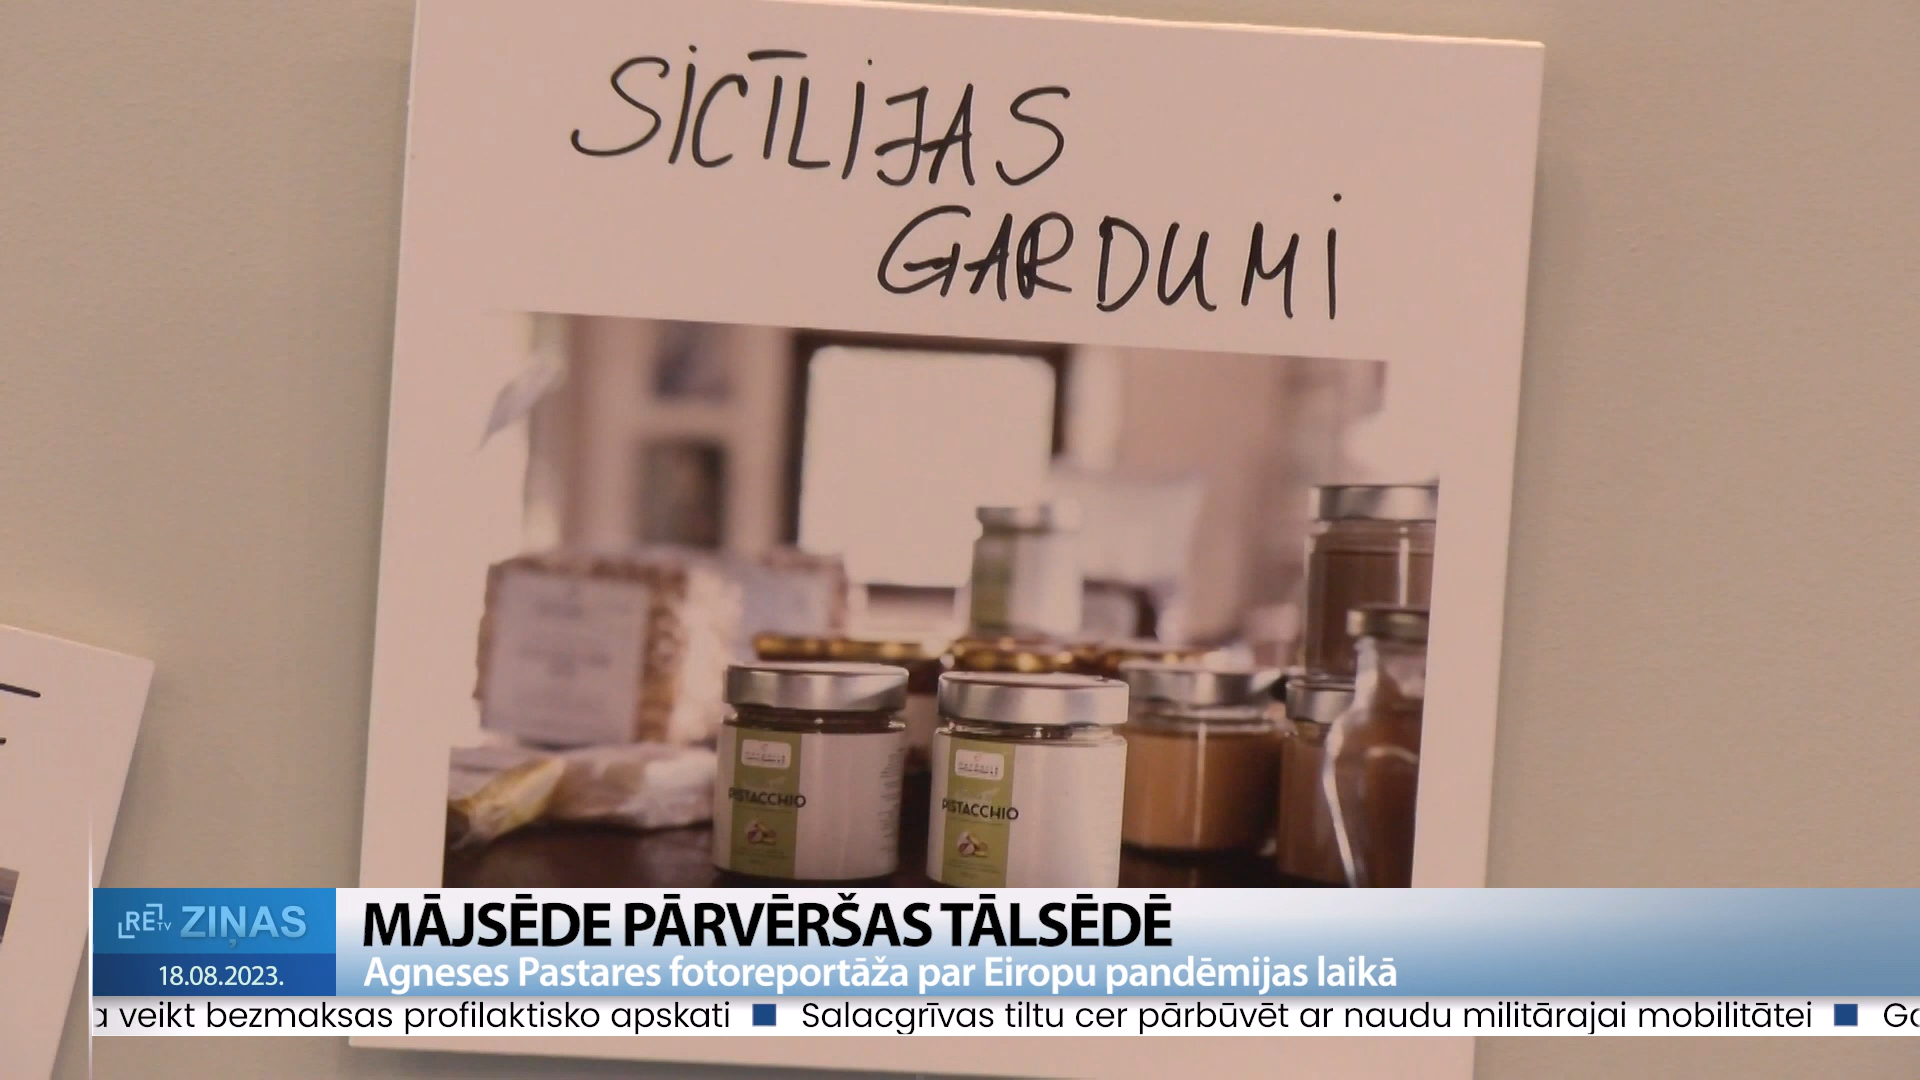 SICĪLIJAS
GARDUMI
PISTACCHIO
PISTACCHIO
RE TV ZIŅAS
18.08.2023.
MĀJSĒDE PĀRVĒRŠAS TĀLSĒDĒ
Agneses Pastares fotoreportāža par Eiropu pandēmijas laikā
veikt bezmaksas profilaktisko apskati ■ Salacgrīvas tiltu cer pārbūvēt ar naudu militārajai mobilitātei ■